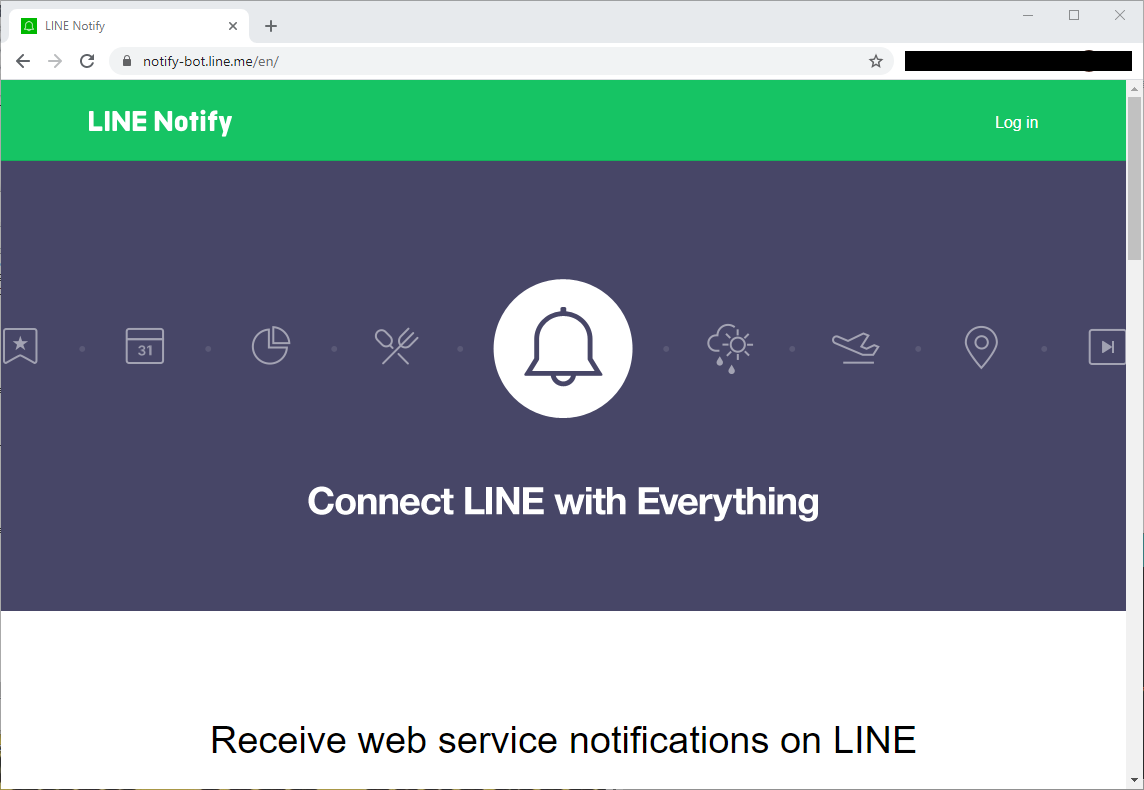 LINE Notify
notify-bot.line.me/en/
LINE Notify
Log in
31
Connect LINE with Everything
Receive web service notifications on LINE